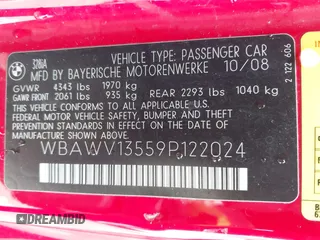 BMW
328iA
VEHICLE TYPE: PASSENGER CAR
MFD BY BAYERISCHE MOTORENWERKE 10/08
GVWR 4343 lbs 1970 kg
GAWR FRONT 2061 lbs 935 kg REAR 2293 lbs 1040 kg
THIS VEHICLE CONFORMS TO ALL APPLICABLE
U.S. FEDERAL MOTOR VEHICLE SAFETY, BUMPER
AND THEFT PREVENTION STANDARDS IN EFFECT
ON THE DATE OF MANUFACTURE SHOWN ABOVE.
WBAWV13559P122024
2 122 606
DREAMBID